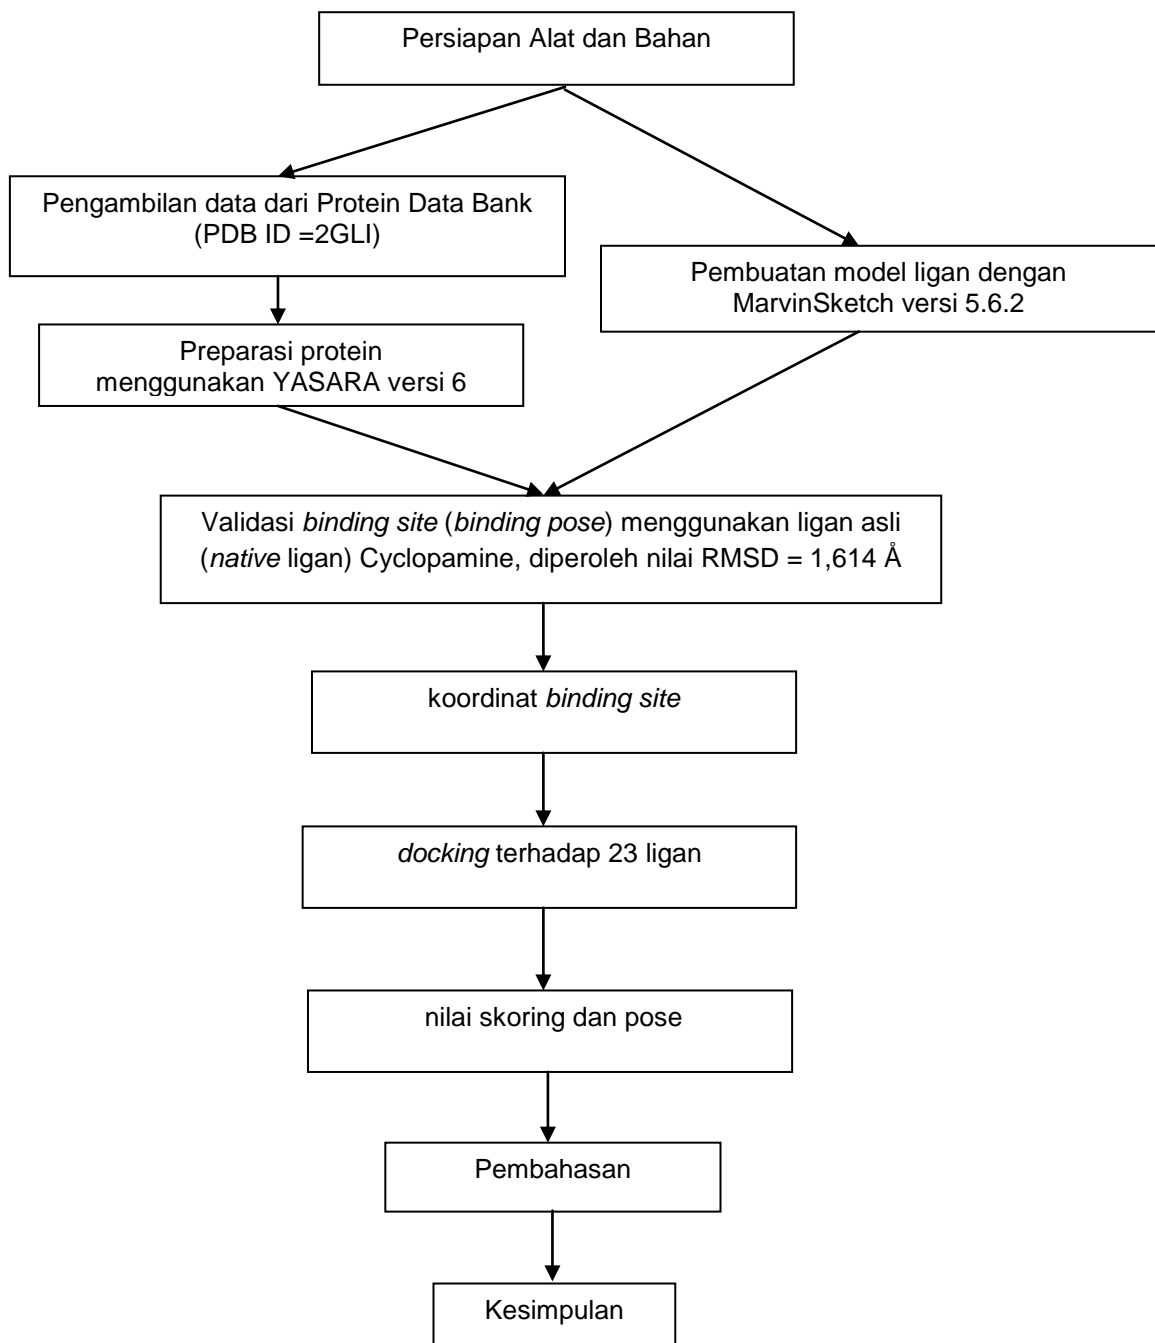 Persiapan Alat dan Bahan
Pengambilan data dari Protein Data Bank
(PDB ID =2GLI)
Pembuatan model ligan dengan
MarvinSketch versi 5.6.2
Preparasi protein
menggunakan YASARA versi 6
Validasi binding site (binding pose) menggunakan ligan asli
(native ligan) Cyclopamine, diperoleh nilai RMSD = 1,614 Å
koordinat binding site
docking terhadap 23 ligan
nilai skoring dan pose
Pembahasan
Kesimpulan